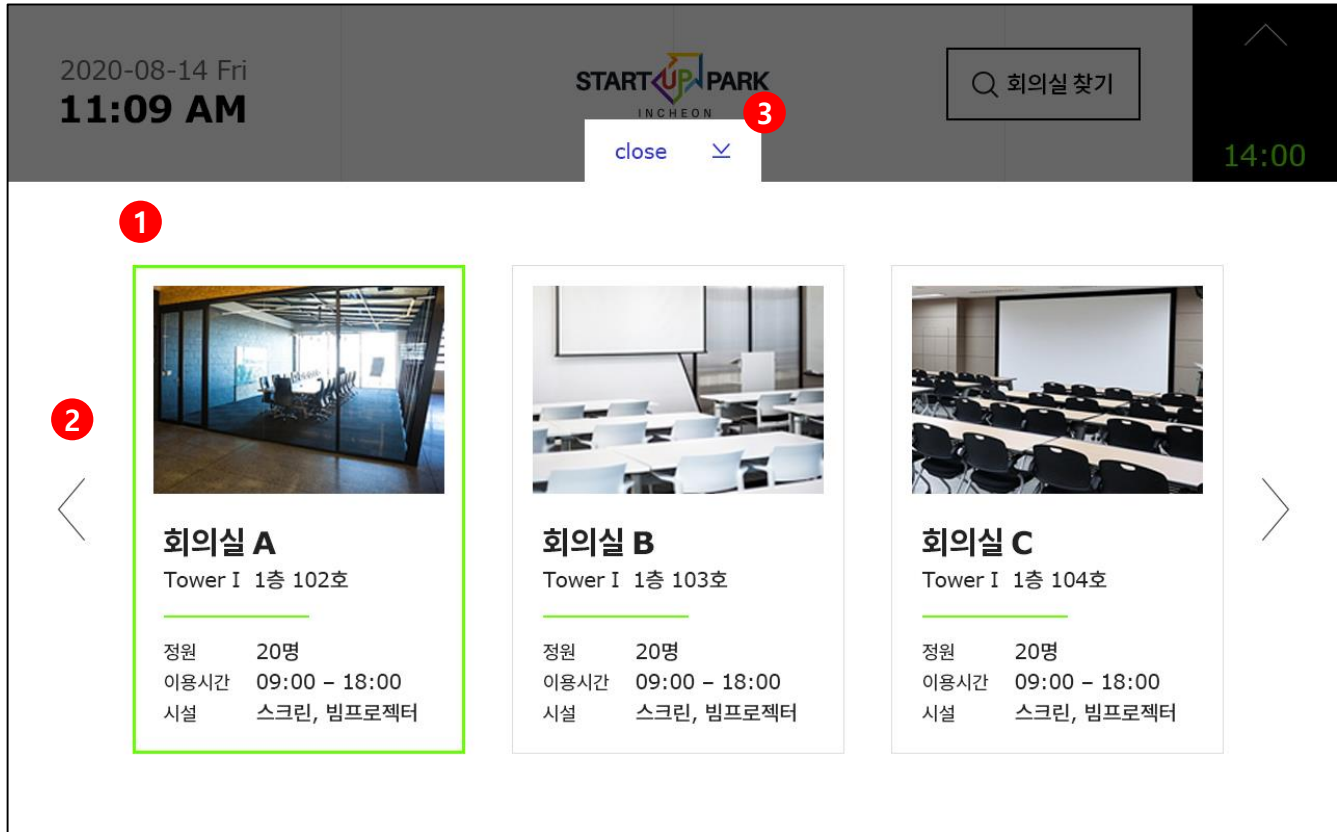 2020-08-14 Fri
11:09 AM
START UP PARK
INCHEON
회의실 찾기
14:00
3
close
1
2
회의실 A
Tower I 1층 102호
정원 20명
이용시간 09:00 – 18:00
시설 스크린, 빔프로젝터
회의실 B
Tower I 1층 103호
정원 20명
이용시간 09:00 – 18:00
시설 스크린, 빔프로젝터
회의실 C
Tower I 1층 104호
정원 20명
이용시간 09:00 – 18:00
시설 스크린, 빔프로젝터